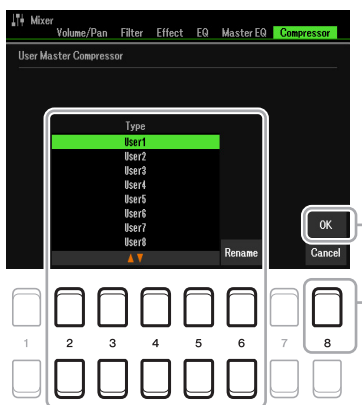 Mixer
Volume/Pan Filter Effect EQ Master EQ Compressor
User Master Compressor
Type
User1
User2
User3
User4
User5
User6
User7
User8
Rename
OK
Cancel
1 2 3 4 5 6 7 8